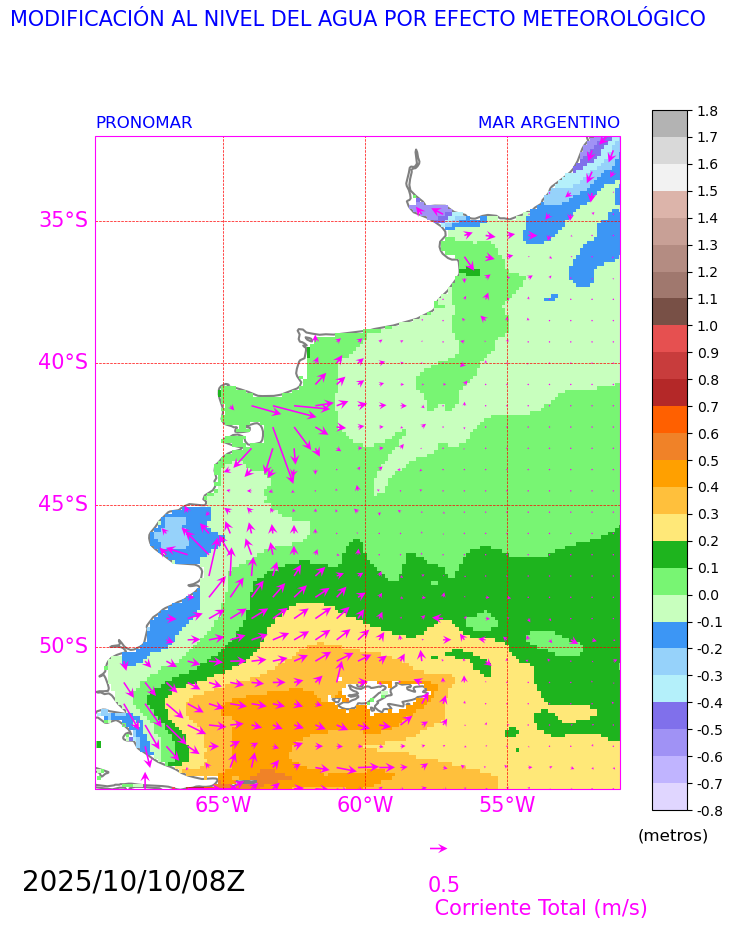 MODIFICACIÓN AL NIVEL DEL AGUA POR EFECTO METEOROLÓGICO
PRONOMAR
MAR ARGENTINO
35°S
40°S
45°S
50°S
65°W
60°W
55°W
1.8
1.7
1.6
1.5
1.4
1.3
1.2
1.1
1.0
0.9
0.8
0.7
0.6
0.5
0.4
0.3
0.2
0.1
0.0
-0.1
-0.2
-0.3
-0.4
-0.5
-0.6
-0.7
-0.8
(metros)
2025/10/10/08Z
0.5
Corriente Total (m/s)